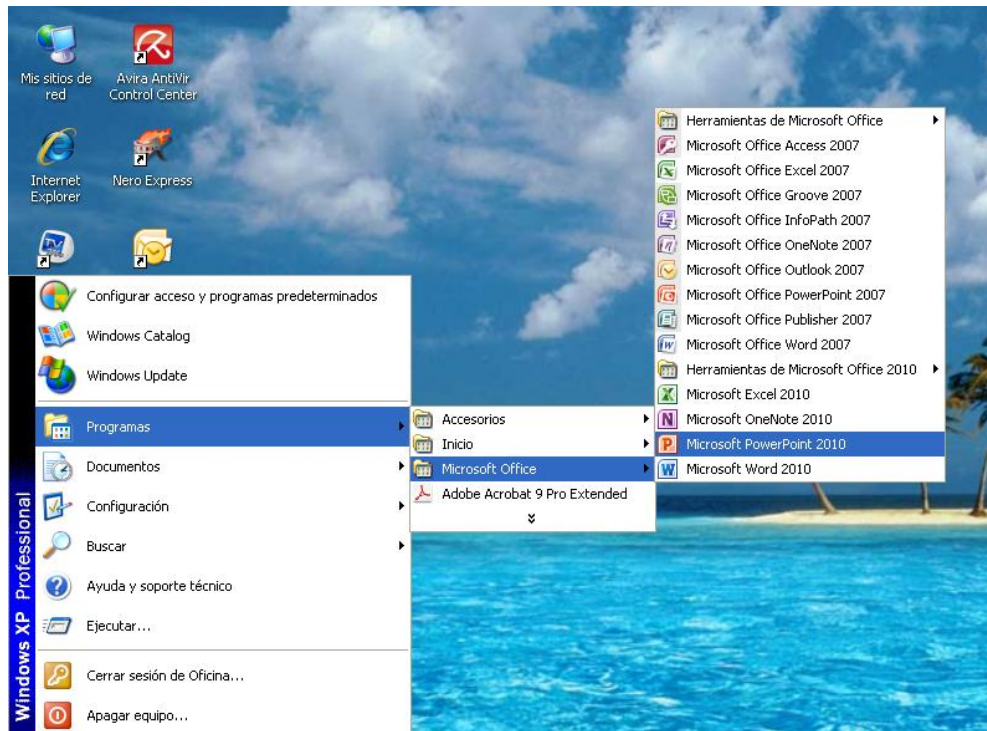 Mis sitios de
red
Avira AntiVir
Control Center
Internet
Explorer
Nero Express
Configurar acceso y programas predeterminados
Windows Catalog
Windows Update
Programas
Documentos
Configuración
Buscar
Ayuda y soporte técnico
Ejecutar...
Cerrar sesión de Oficina...
Apagar equipo...
Windows XP Professional
Accesorios
Inicio
Microsoft Office
Adobe Acrobat 9 Pro Extended
Herramientas de Microsoft Office
Microsoft Office Access 2007
Microsoft Office Excel 2007
Microsoft Office Groove 2007
Microsoft Office InfoPath 2007
Microsoft Office OneNote 2007
Microsoft Office Outlook 2007
Microsoft Office PowerPoint 2007
Microsoft Office Publisher 2007
Microsoft Office Word 2007
Herramientas de Microsoft Office 2010
Microsoft Excel 2010
Microsoft OneNote 2010
Microsoft PowerPoint 2010
Microsoft Word 2010